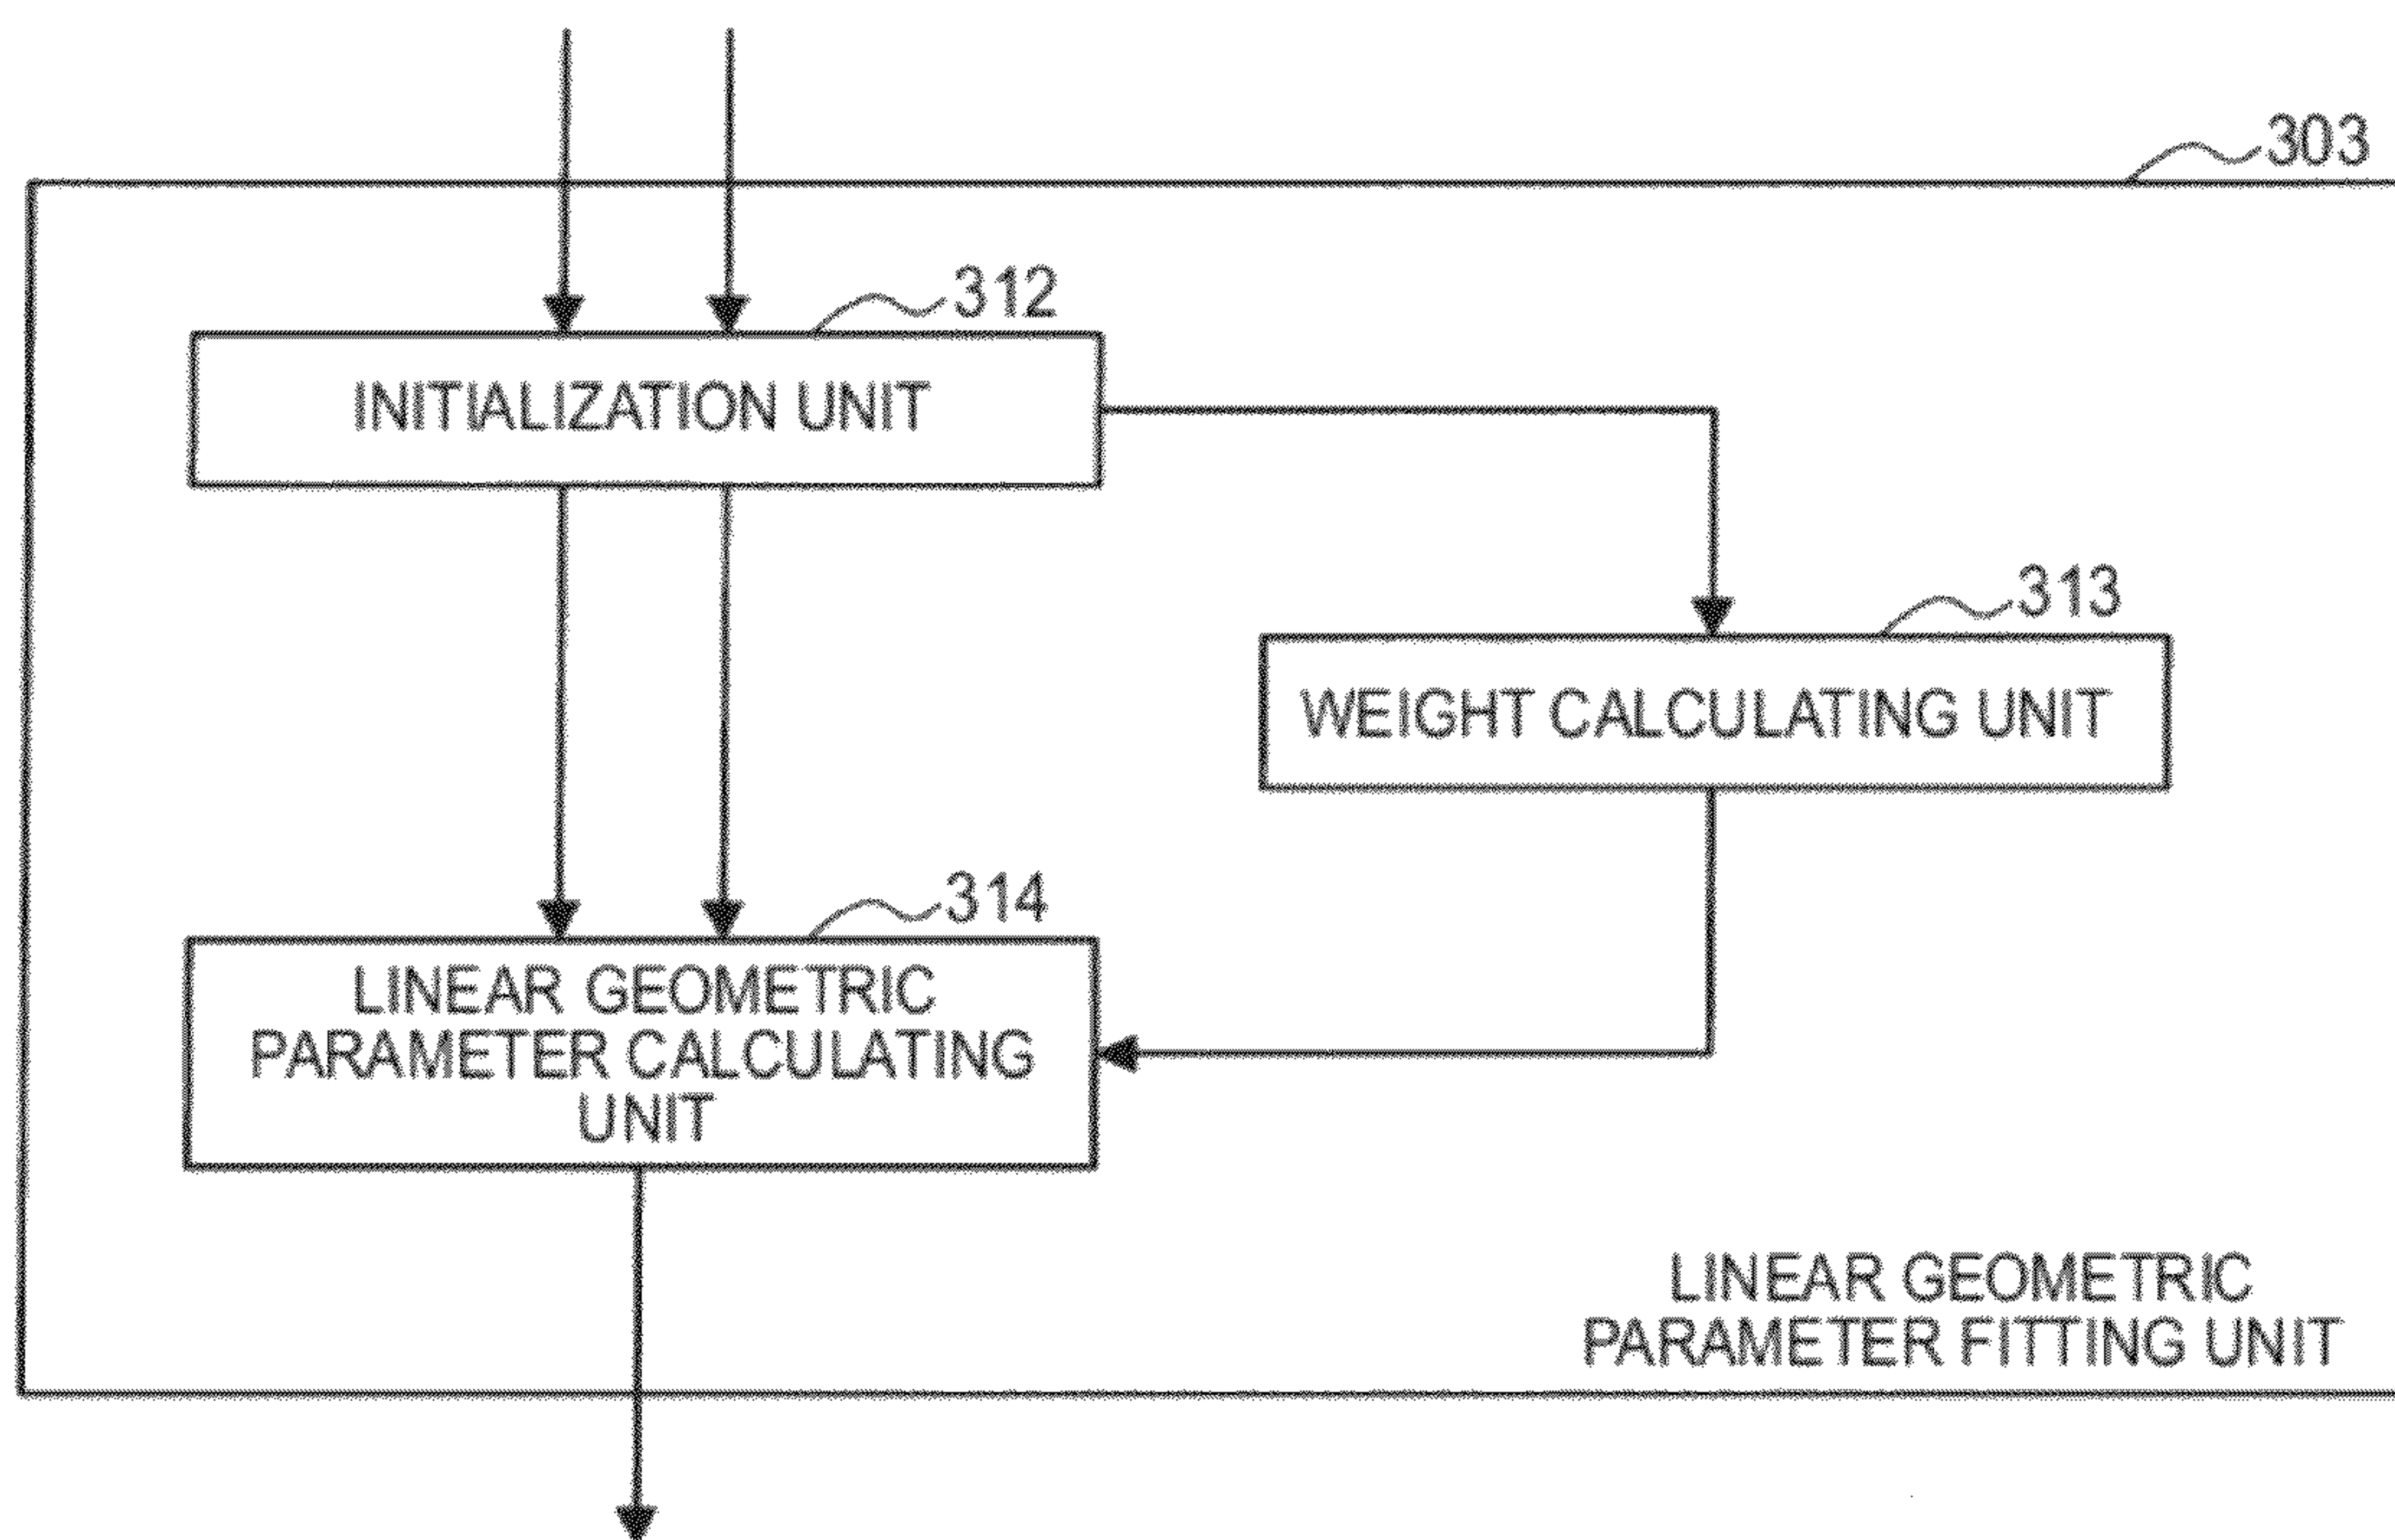 303
312
INITIALIZATION UNIT
313
WEIGHT CALCULATING UNIT
314
LINEAR GEOMETRIC
PARAMETER CALCULATING
UNIT
LINEAR GEOMETRIC
PARAMETER FITTING UNIT